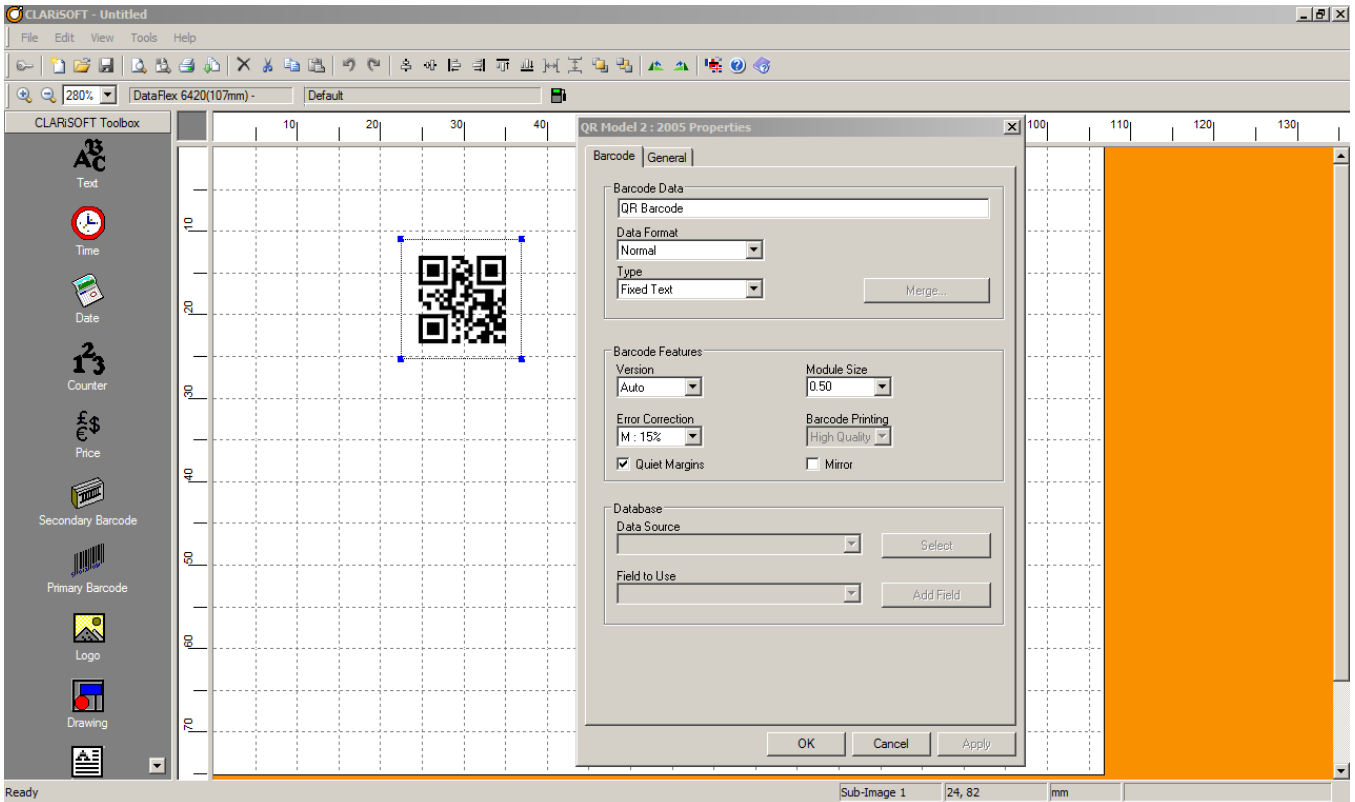 CLARiSOFT - Untitled
File Edit View Tools Help
280% DataFlex 6420(107mm) - Default
CLARiSOFT Toolbox
Text
Time
Date
Counter
Price
Secondary Barcode
Primary Barcode
Logo
Drawing
10 20 30 40 100 110 120 130
10
20
30
40
50
60
70
QR Model 2 : 2005 Properties
Barcode General
Barcode Data
QR Barcode
Data Format
Normal
Type
Fixed Text Merge...
Barcode Features
Version Module Size
Auto 0.50
Error Correction Barcode Printing
M : 15% High Quality
Quiet Margins Mirror
Database
Data Source
Select
Field to Use
Add Field
OK Cancel Apply
Ready Sub-Image 1 24, 82 mm